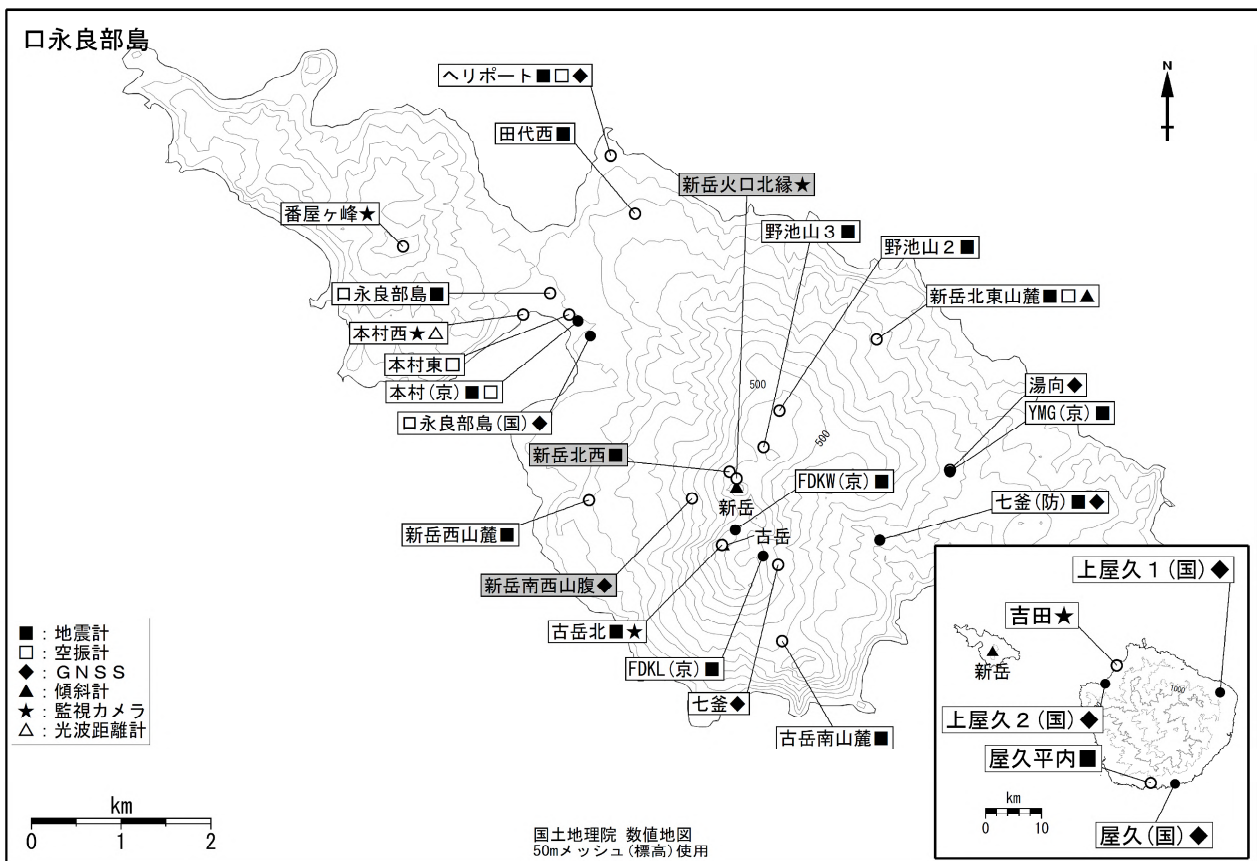 口永良部島
ヘリポート■□◆
N
田代西■
新岳火口北縁★
番屋ヶ峰★
野池山3■
野池山2■
口永良部島■
新岳北東山麓■□▲
本村西★△
本村東□
500
湯向◆
本村(京)■□
YMG(京)■
口永良部島(国)◆
500
新岳北西■
FDKW(京)■
新岳
七釜(防)■◆
新岳西山麓■
古岳
新岳南西山腹◆
上屋久1(国)◆
吉田★
古岳北■★
■:地震計
□:空振計
◆:GNSS
▲:傾斜計
★:監視カメラ
△:光波距離計
FDKL(京)■
新岳
1000
七釜◆
上屋久2(国)◆
古岳南山麓■
屋久平内■
km
0 1 2
km
0 10
屋久(国)◆
国土地理院 数値地図
50mメッシュ(標高)使用